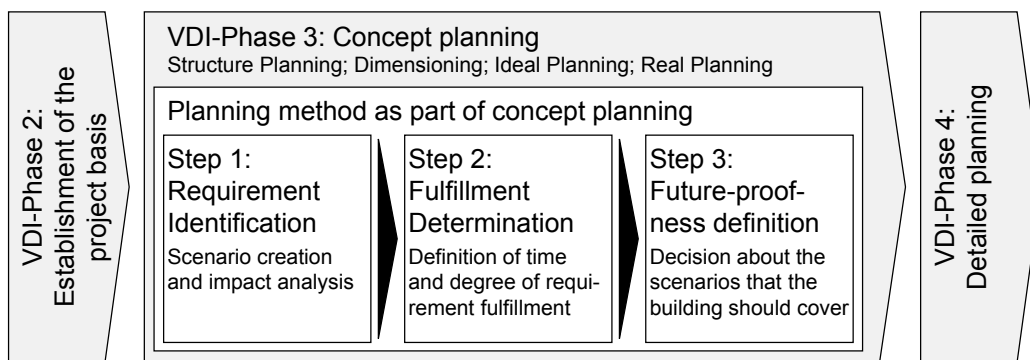 VDI-Phase 2:
Establishment of the
project basis
VDI-Phase 3: Concept planning
Structure Planning; Dimensioning; Ideal Planning; Real Planning
Planning method as part of concept planning
Step 1:
Requirement
Identification
Scenario creation
and impact analysis
Step 2:
Fulfillment
Determination
Definition of time
and degree of requi-
rement fulfillment
Step 3:
Future-proof-
ness definition
Decision about the
scenarios that the
building should cover
VDI-Phase 4:
Detailed planning